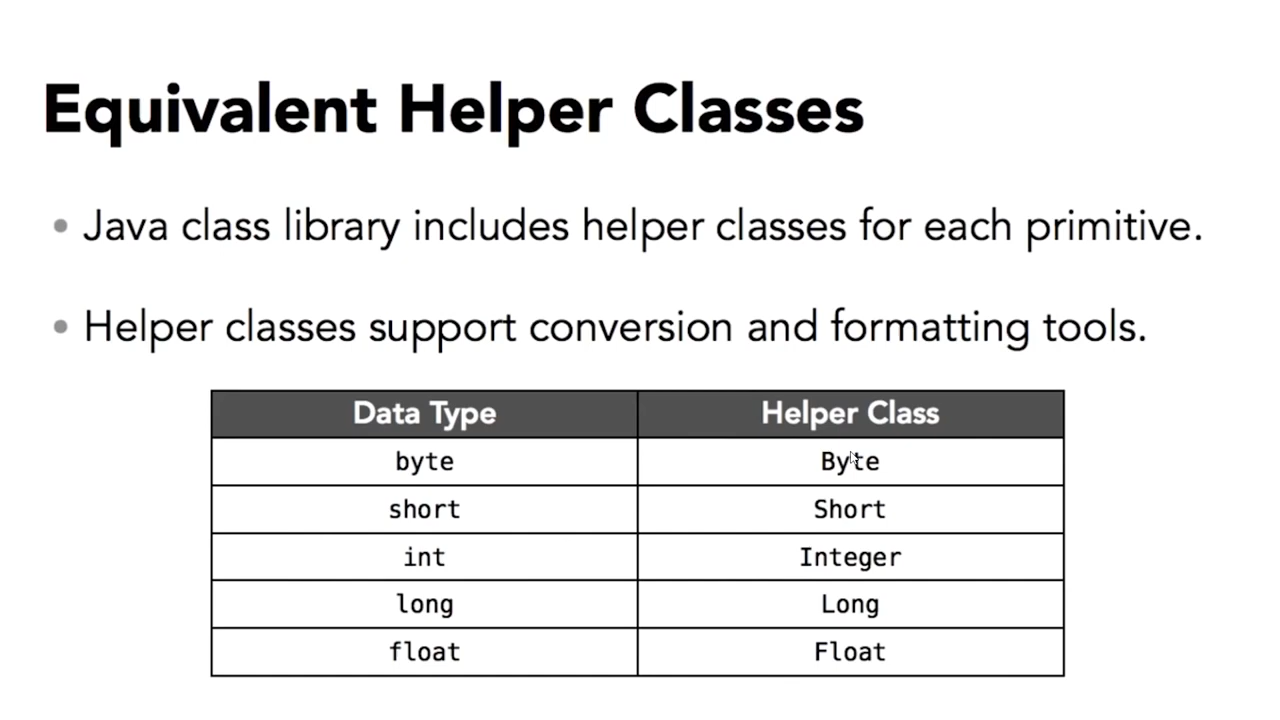 Equivalent Helper Classes
• Java class library includes helper classes for each primitive.
• Helper classes support conversion and formatting tools.
Data Type Helper Class
byte Byte
short Short
int Integer
long Long
float Float